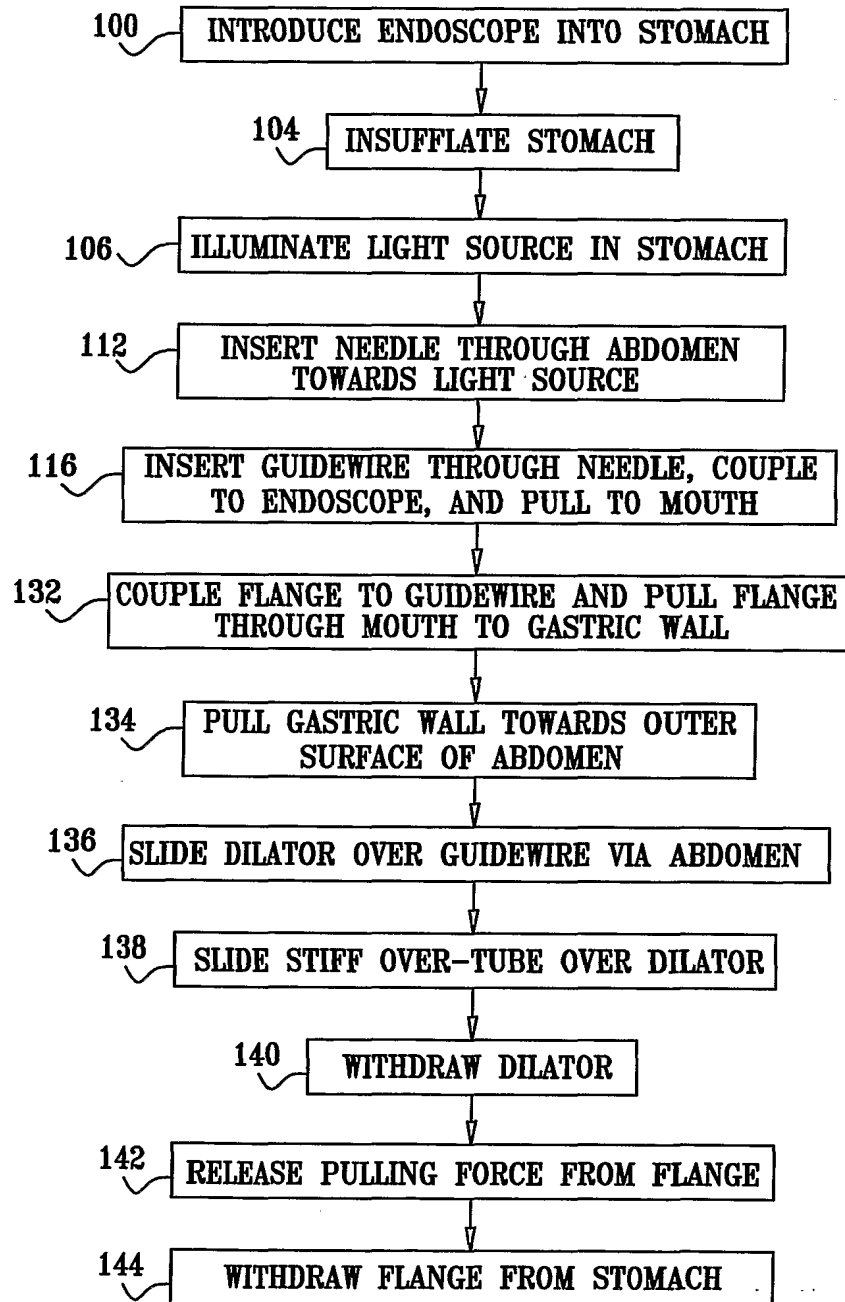 100 INTRODUCE ENDOSCOPE INTO STOMACH
104 INSUFFLATE STOMACH
106 ILLUMINATE LIGHT SOURCE IN STOMACH
112 INSERT NEEDLE THROUGH ABDOMEN
TOWARDS LIGHT SOURCE
116 INSERT GUIDEWIRE THROUGH NEEDLE, COUPLE
TO ENDOSCOPE, AND PULL TO MOUTH
132 COUPLE FLANGE TO GUIDEWIRE AND PULL FLANGE
THROUGH MOUTH TO GASTRIC WALL
134 PULL GASTRIC WALL TOWARDS OUTER
SURFACE OF ABDOMEN
136 SLIDE DILATOR OVER GUIDEWIRE VIA ABDOMEN
138 SLIDE STIFF OVER-TUBE OVER DILATOR
140 WITHDRAW DILATOR
142 RELEASE PULLING FORCE FROM FLANGE
144 WITHDRAW FLANGE FROM STOMACH